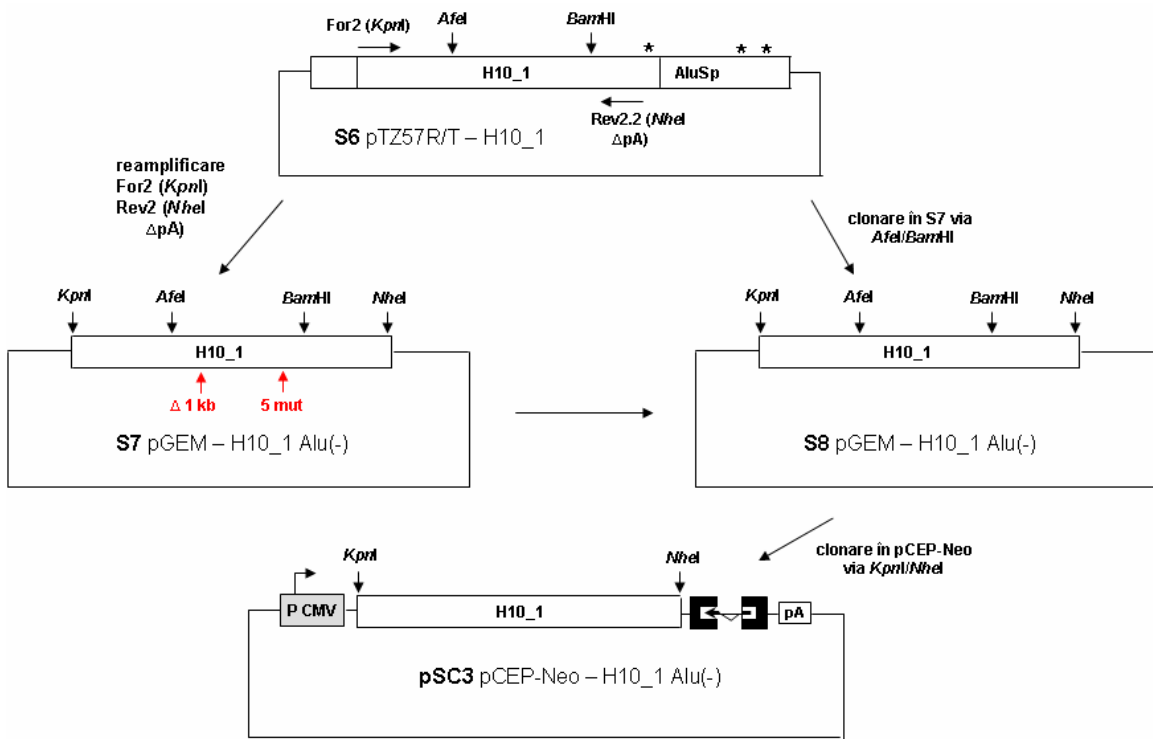 For2 (KpnI)
AfeI
BamHI
*
* *
H10_1
AluSp
Rev2.2 (NheI
ΔpA)
S6 pTZ57R/T – H10_1
reamplificare
For2 (KpnI)
Rev2 (NheI
ΔpA)
clonare în S7 via
AfeI/BamHI
KpnI
AfeI
BamHI
NheI
H10_1
Δ 1 kb
5 mut
S7 pGEM – H10_1 Alu(-)
KpnI
AfeI
BamHI
NheI
H10_1
S8 pGEM – H10_1 Alu(-)
clonare în pCEP-Neo
via KpnI/NheI
KpnI
NheI
P CMV
H10_1
pA
pSC3 pCEP-Neo – H10_1 Alu(-)